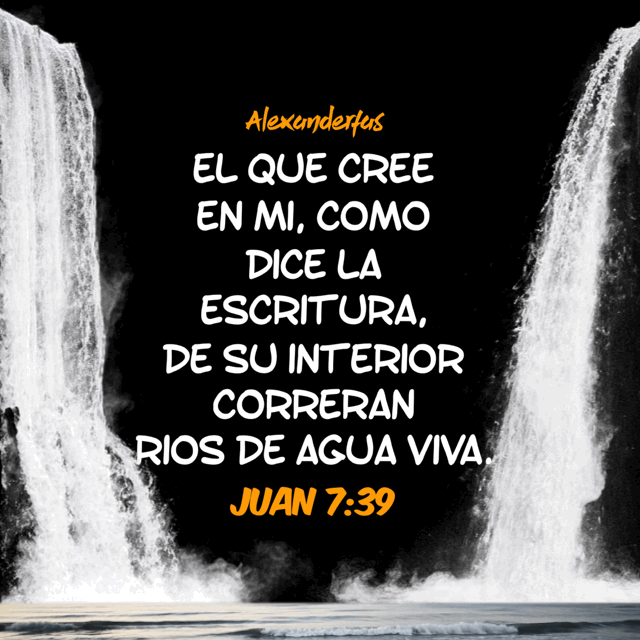 Alexanderfus
EL QUE CREE
EN MI, COMO
DICE LA
ESCRITURA,
DE SU INTERIOR
CORRERAN
RIOS DE AGUA VIVA.
JUAN 7:39